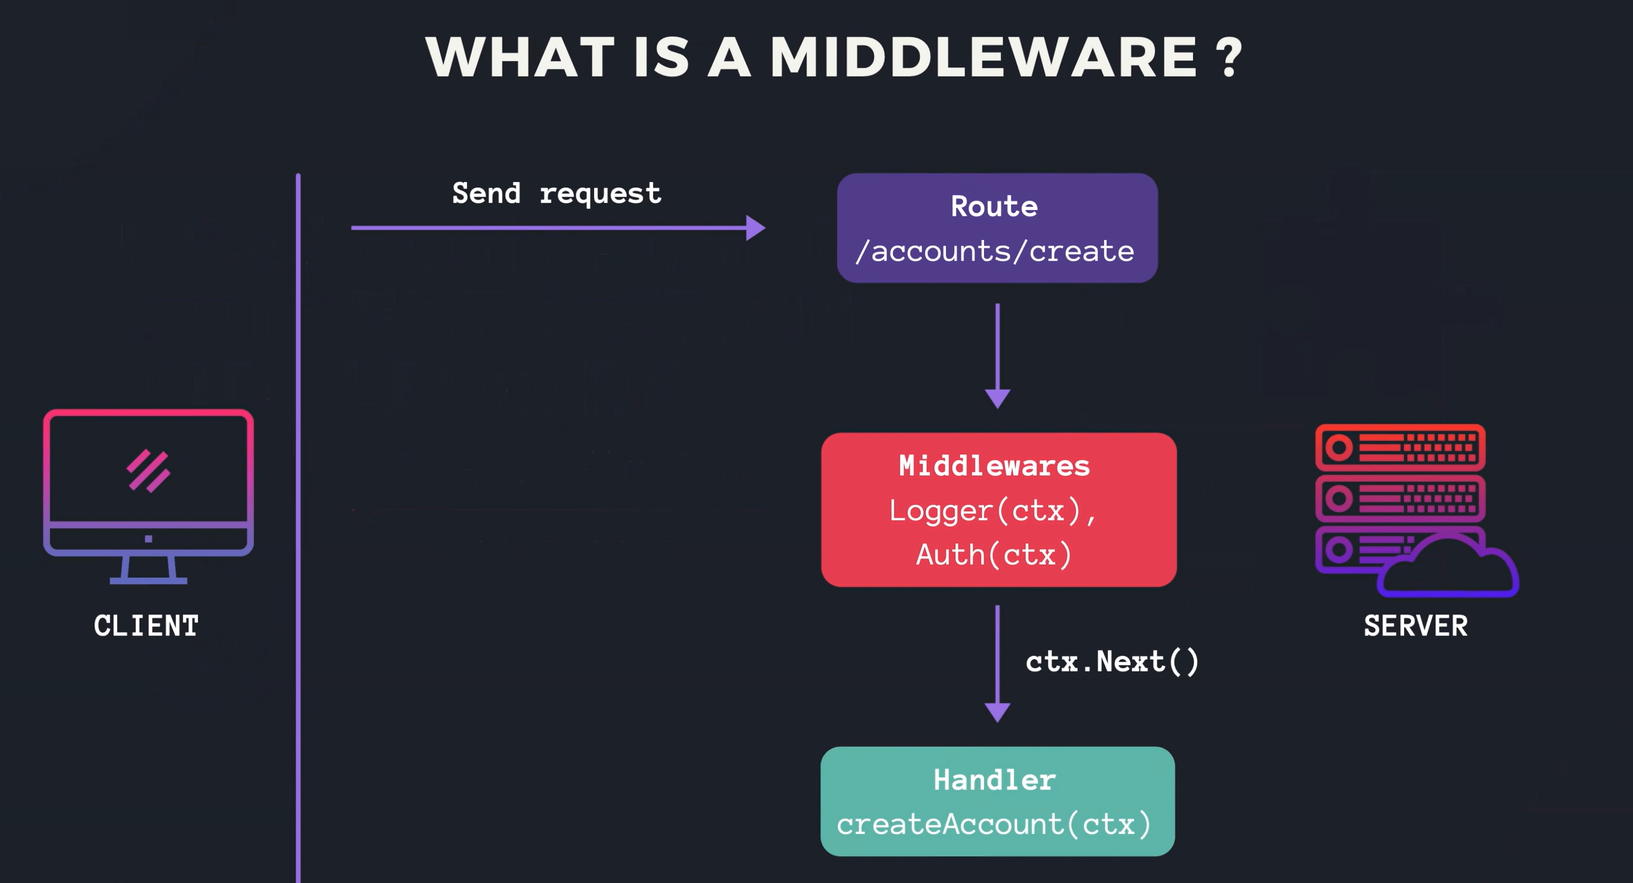 WHAT IS A MIDDLEWARE ?
Send request
Route
/accounts/create
Middlewares
Logger(ctx),
Auth(ctx)
CLIENT
SERVER
ctx.Next()
Handler
createAccount(ctx)